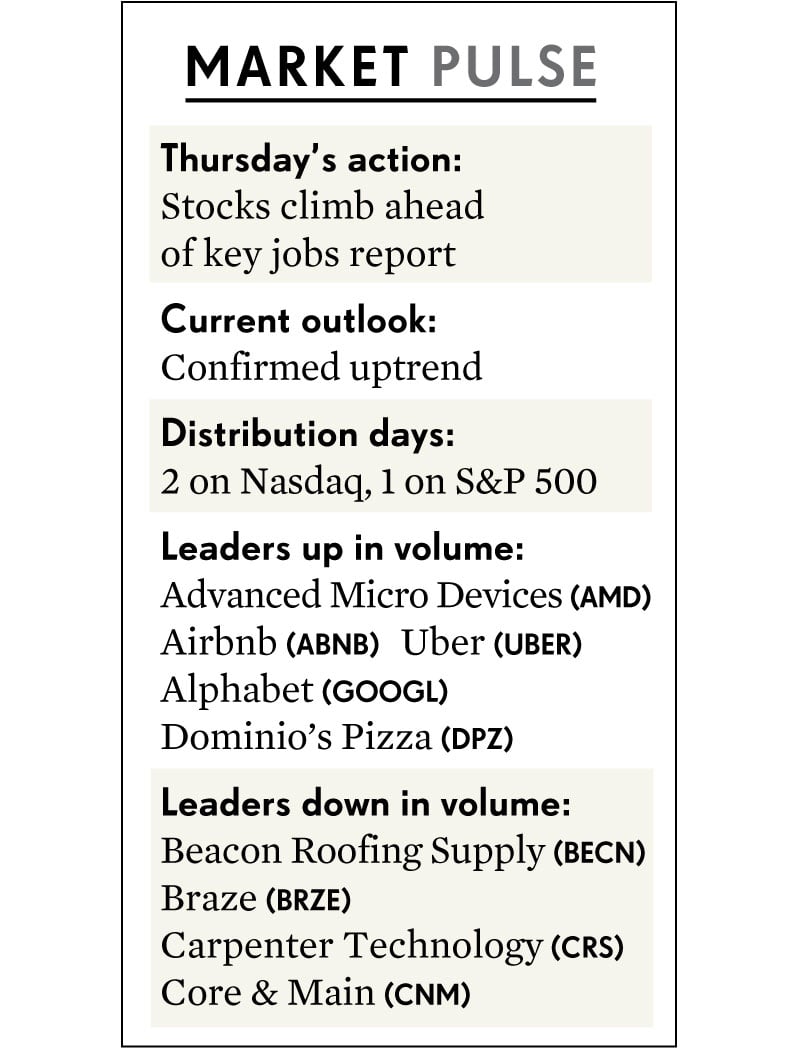 MARKET PULSE
Thursday’s action:
Stocks climb ahead
of key jobs report
Current outlook:
Confirmed uptrend
Distribution days:
2 on Nasdaq, 1 on S&P 500
Leaders up in volume:
Advanced Micro Devices (AMD)
Airbnb (ABNB) Uber (UBER)
Alphabet (GOOGL)
Dominio’s Pizza (DPZ)
Leaders down in volume:
Beacon Roofing Supply (BECN)
Braze (BRZE)
Carpenter Technology (CRS)
Core & Main (CNM)